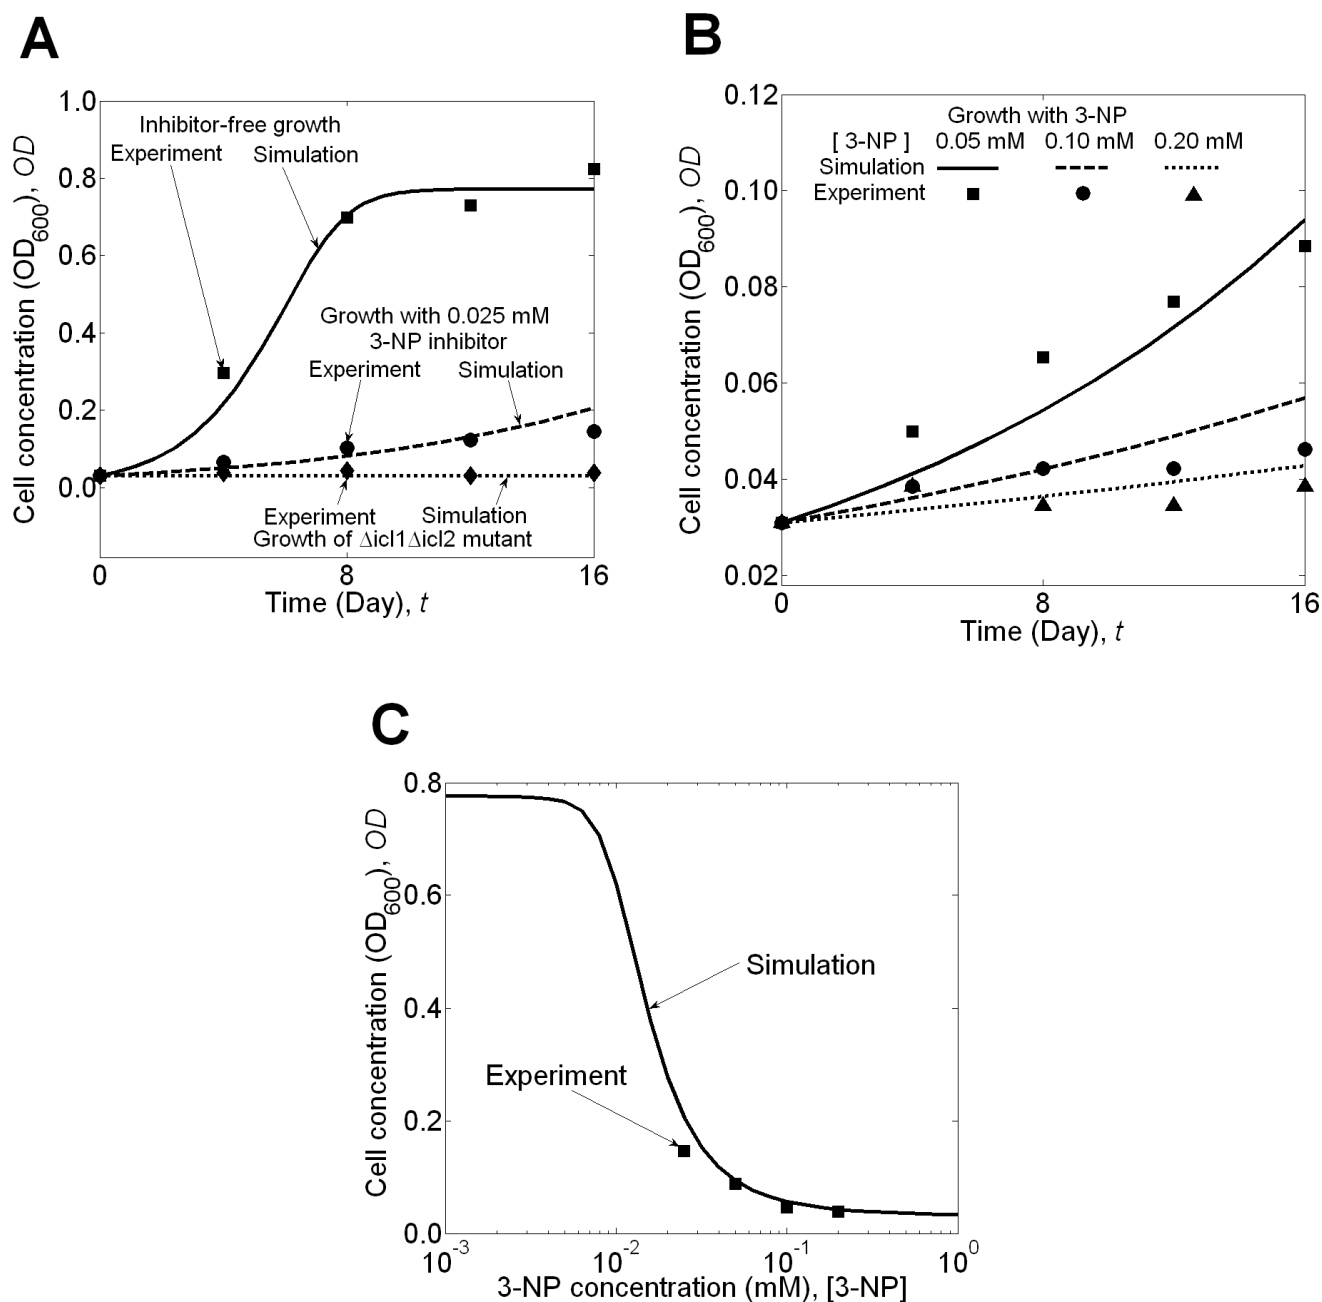 A
Cell concentration (OD600), OD
1.0
0.8
0.6
0.4
0.2
0.0
Inhibitor-free growth
Experiment Simulation
Growth with 0.025 mM
3-NP inhibitor
Experiment Simulation
Experiment Simulation
Growth of Δicl1Δicl2 mutant
0 8 16
Time (Day), t
B
Cell concentration (OD600), OD
0.12
0.10
0.08
0.06
0.04
0.02
Growth with 3-NP
[ 3-NP ] 0.05 mM 0.10 mM 0.20 mM
Simulation
Experiment
0 8 16
Time (Day), t
C
Cell concentration (OD600), OD
0.8
0.6
0.4
0.2
0.0
Simulation
Experiment
10^-3 10^-2 10^-1 10^0
3-NP concentration (mM), [3-NP]